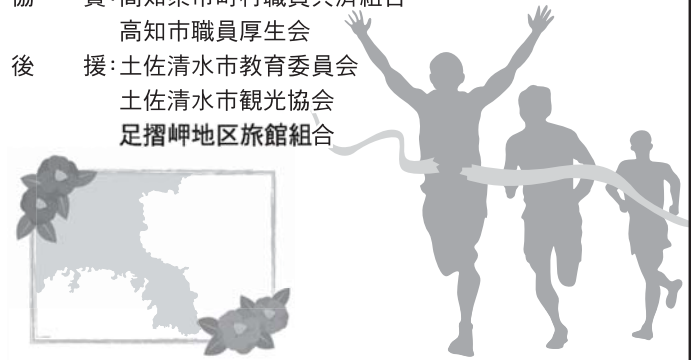 協　　賛:高知県市町村職員共済組合
高知市職員厚生会
後　　援:土佐清水市教育委員会
土佐清水市観光協会
足摺岬地区旅館組合